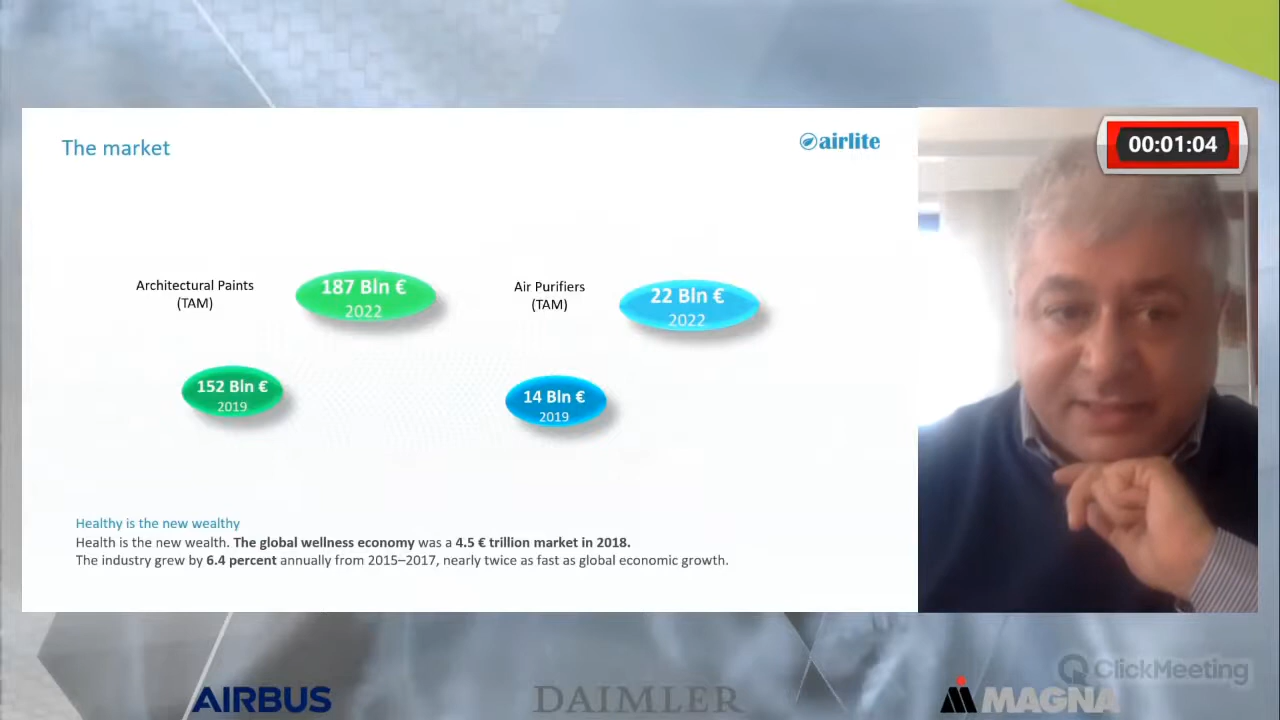 The market
airlite
00:01:04
Architectural Paints
(TAM)
187 Bln €
2022
Air Purifiers
(TAM)
22 Bln €
2022
152 Bln €
2019
14 Bln €
2019
Healthy is the new wealthy
Health is the new wealth. The global wellness economy was a 4.5 € trillion market in 2018.
The industry grew by 6.4 percent annually from 2015–2017, nearly twice as fast as global economic growth.
ClickMeeting
AIRBUS
DAIMLER
MAGNA